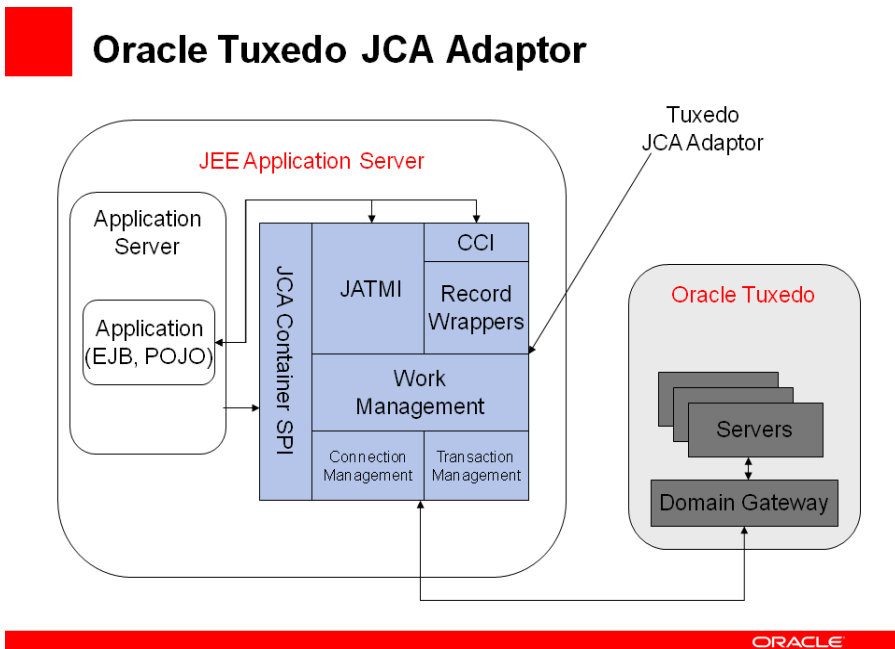 Oracle Tuxedo JCA Adaptor
Tuxedo
JCA Adaptor
JEE Application Server
Application
Server
Application
(EJB, POJO)
JCA Container SPI
JATMI
CCI
Record
Wrappers
Work
Management
Connection
Management
Transaction
Management
Oracle Tuxedo
Servers
Domain Gateway
ORACLE